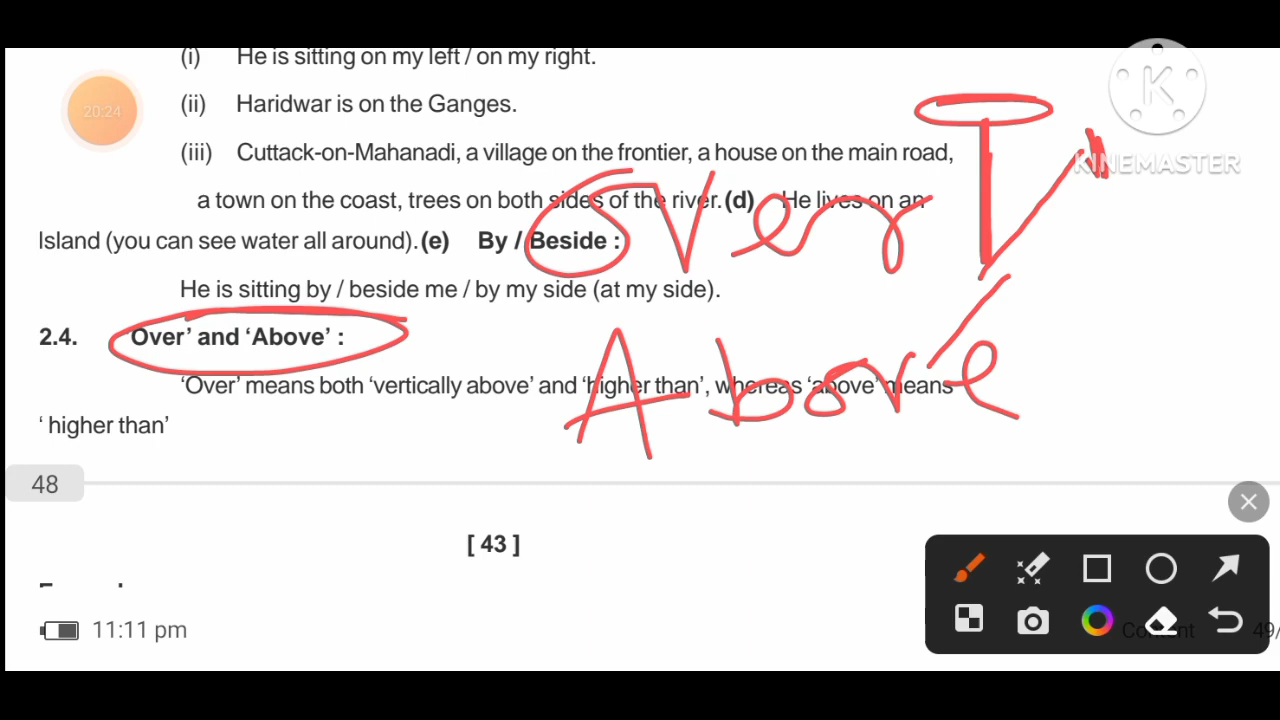 (i) He is sitting on my left / on my right.
20:24
(ii) Haridwar is on the Ganges.
KINEMASTER
(iii) Cuttack-on-Mahanadi, a village on the frontier, a house on the main road,
a town on the coast, trees on both sides of the river. (d) He lives on an
Over
Island (you can see water all around). (e) By / Beside :
He is sitting by / beside me / by my side (at my side).
2.4. Over’ and ‘Above’ :
Above
‘Over’ means both ‘vertically above’ and ‘higher than’, whereas ‘above’ means
‘ higher than’
48
[ 43 ]
11:11 pm
Content 49/